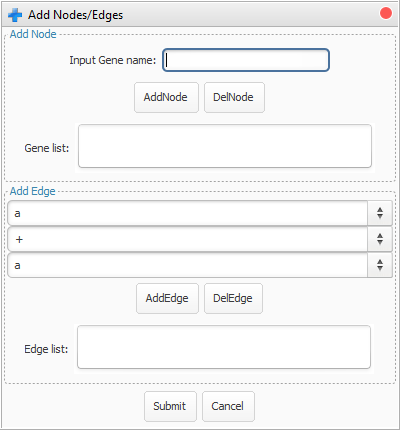 Add Nodes/Edges
Add Node
Input Gene name:
AddNode DelNode
Gene list:
Add Edge
a
+
a
AddEdge DelEdge
Edge list:
Submit Cancel